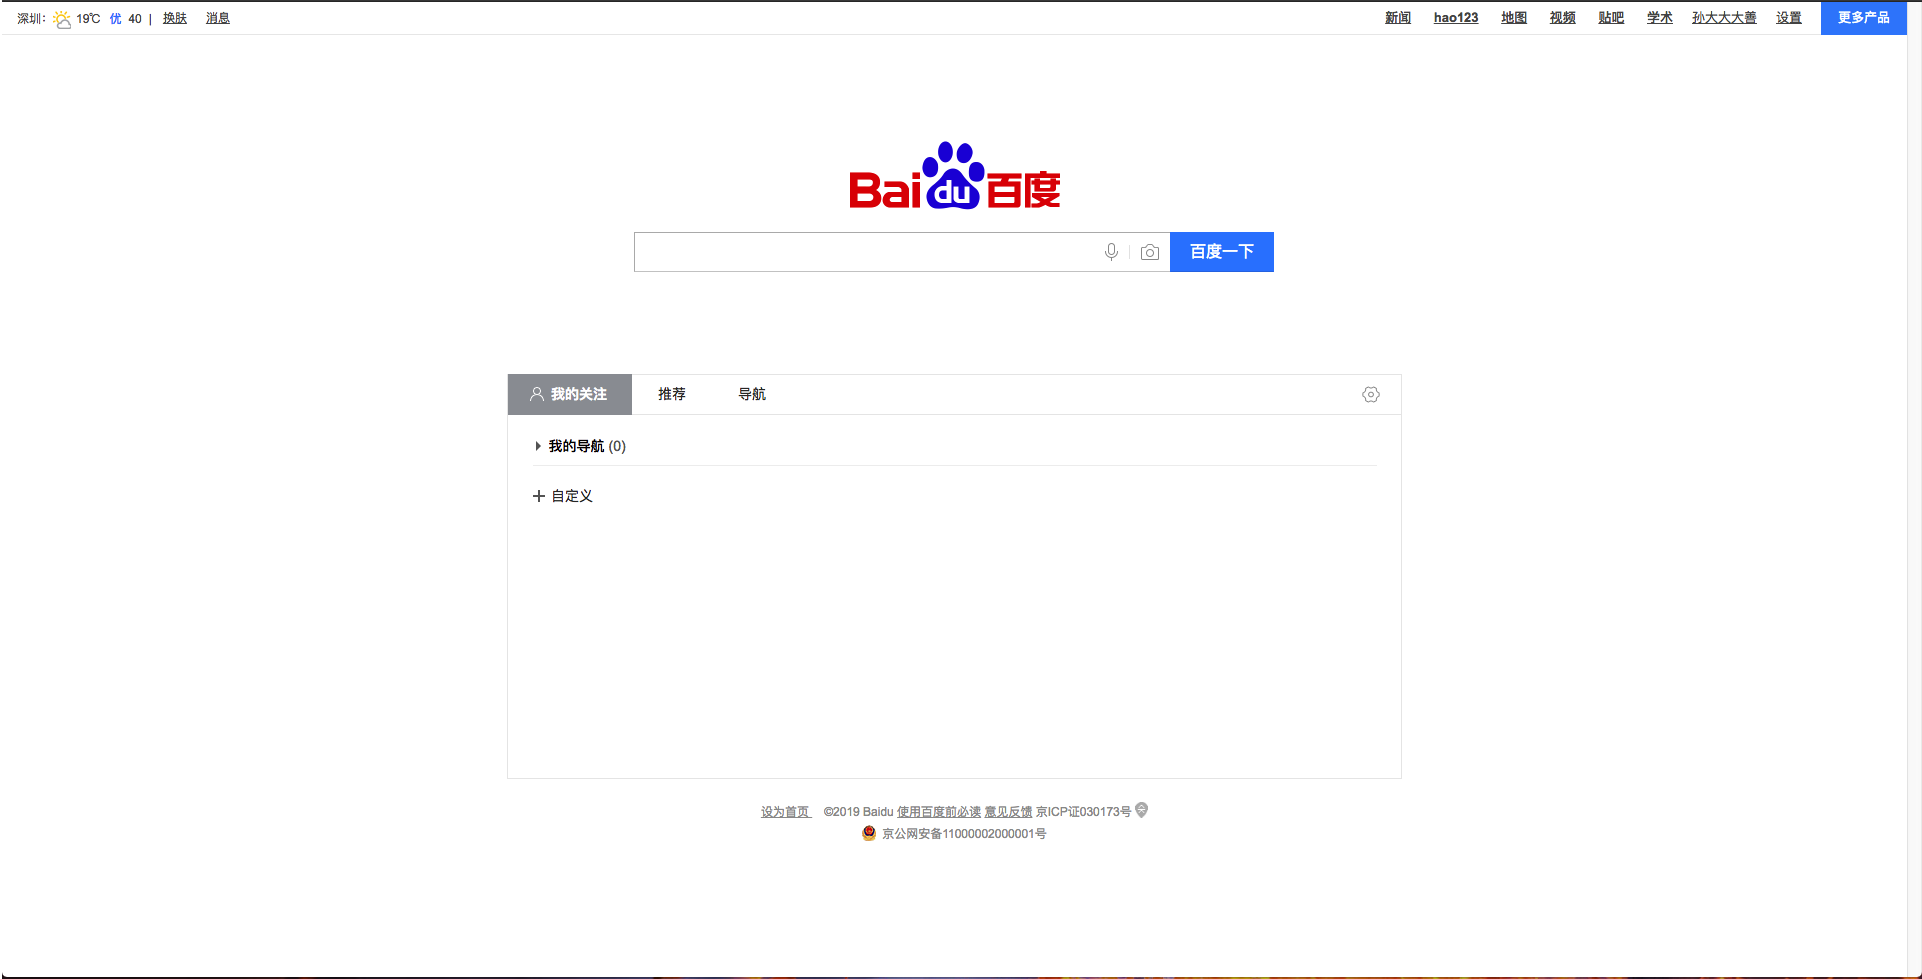 深圳： 19℃ 优 40 | 换肤 消息 新闻 hao123 地图 视频 贴吧 学术 孙大大大善 设置 更多产品
Bai du 百度
百度一下
我的关注 推荐 导航
我的导航 (0)
自定义
设为首页 ©2019 Baidu 使用百度前必读 意见反馈 京ICP证030173号
京公网安备11000002000001号